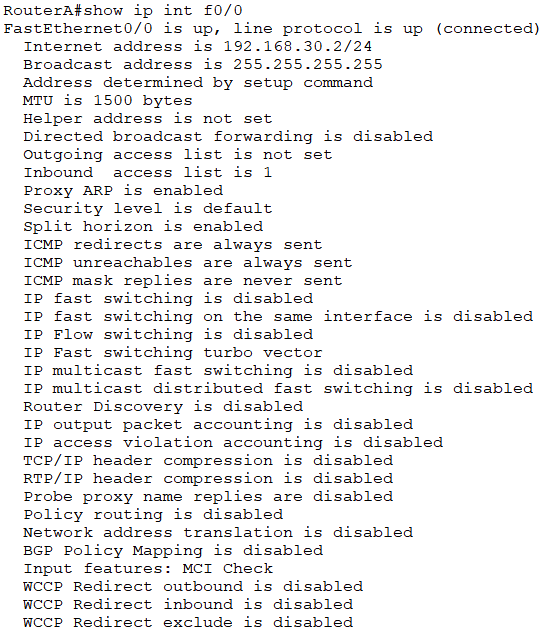 RouterA#show ip int f0/0
FastEthernet0/0 is up, line protocol is up (connected)
Internet address is 192.168.30.2/24
Broadcast address is 255.255.255.255
Address determined by setup command
MTU is 1500 bytes
Helper address is not set
Directed broadcast forwarding is disabled
Outgoing access list is not set
Inbound  access list is 1
Proxy ARP is enabled
Security level is default
Split horizon is enabled
ICMP redirects are always sent
ICMP unreachables are always sent
ICMP mask replies are never sent
IP fast switching is disabled
IP fast switching on the same interface is disabled
IP Flow switching is disabled
IP Fast switching turbo vector
IP multicast fast switching is disabled
IP multicast distributed fast switching is disabled
Router Discovery is disabled
IP output packet accounting is disabled
IP access violation accounting is disabled
TCP/IP header compression is disabled
RTP/IP header compression is disabled
Probe proxy name replies are disabled
Policy routing is disabled
Network address translation is disabled
BGP Policy Mapping is disabled
Input features: MCI Check
WCCP Redirect outbound is disabled
WCCP Redirect inbound is disabled
WCCP Redirect exclude is disabled